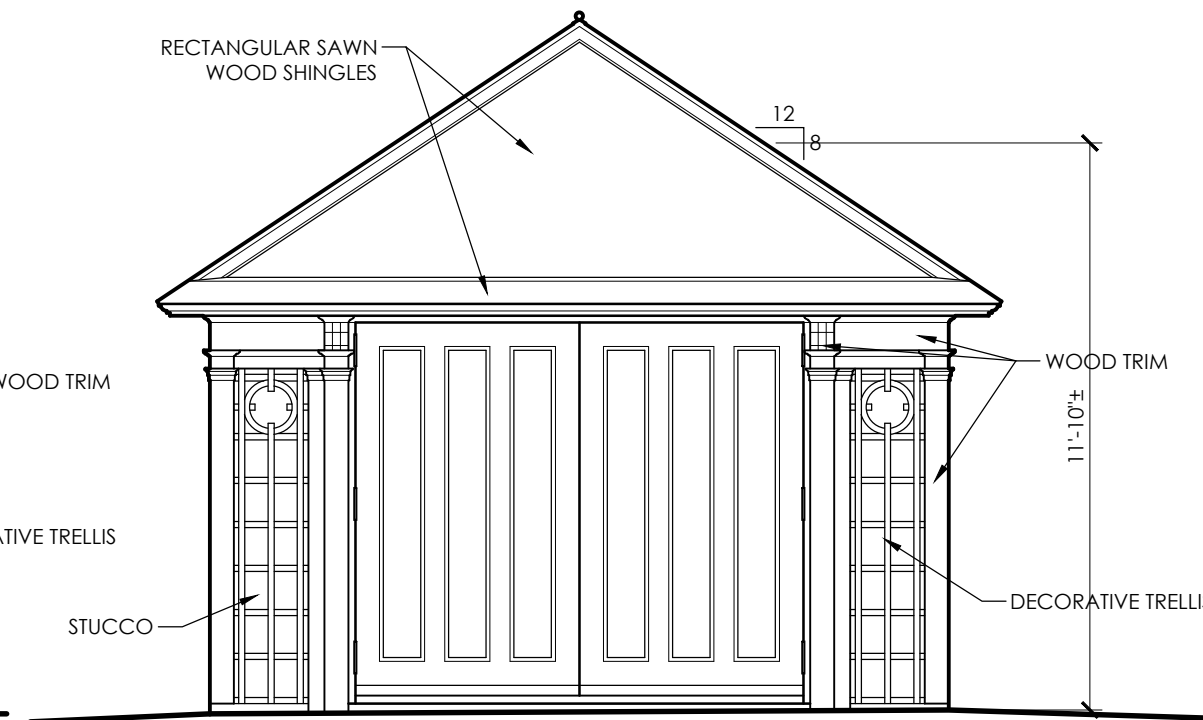 RECTANGULAR SAWN
WOOD SHINGLES
12
8
WOOD TRIM
WOOD TRIM
11'-10"±
STUCCO
DECORATIVE TRELLIS